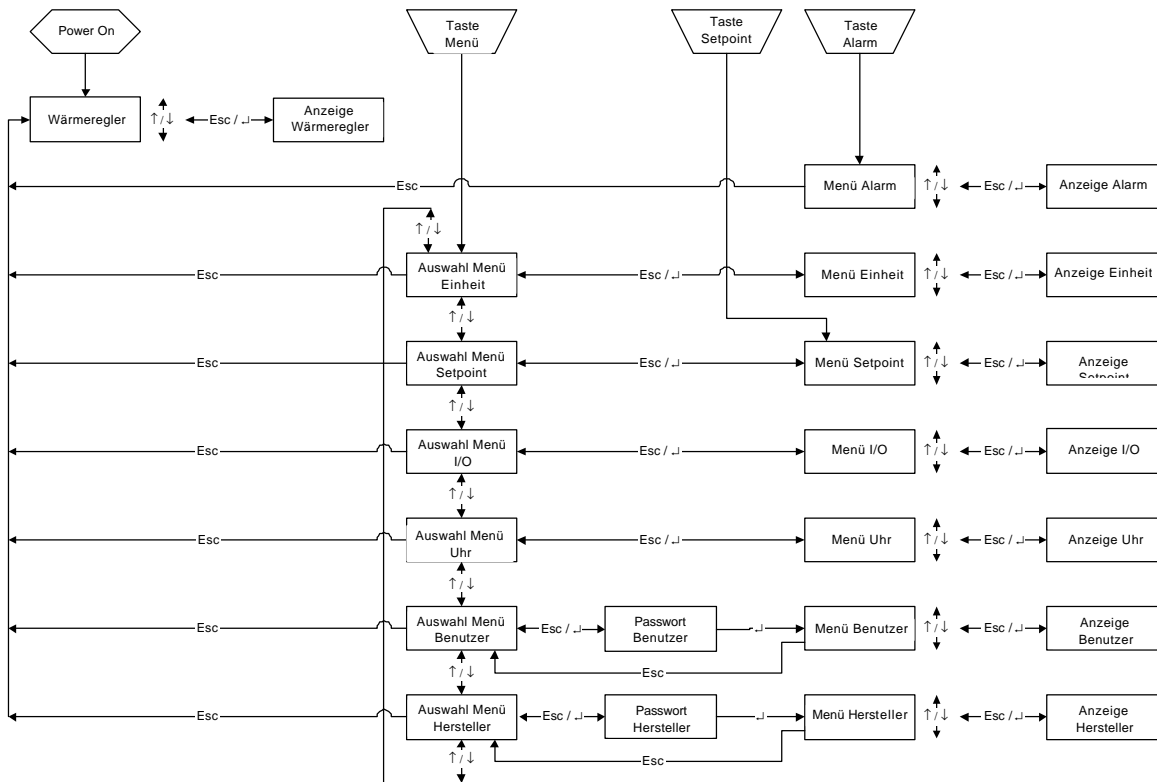 Power On
Taste
Menü
Taste
Setpoint
Taste
Alarm
Wärmeregler
↑/↓
Esc / ↵
Anzeige
Wärmeregler
Esc
Menü Alarm
↑/↓
Esc / ↵
Anzeige Alarm
↑/↓
Esc
Auswahl Menü
Einheit
Esc / ↵
Menü Einheit
↑/↓
Esc / ↵
Anzeige Einheit
↑/↓
Esc
Auswahl Menü
Setpoint
Esc / ↵
Menü Setpoint
↑/↓
Esc / ↵
Anzeige
Setpoint
↑/↓
Esc
Auswahl Menü
I/O
Esc / ↵
Menü I/O
↑/↓
Esc / ↵
Anzeige I/O
↑/↓
Esc
Auswahl Menü
Uhr
Esc / ↵
Menü Uhr
↑/↓
Esc / ↵
Anzeige Uhr
↑/↓
Esc
Auswahl Menü
Benutzer
Esc / ↵
Passwort
Benutzer
↵
Menü Benutzer
↑/↓
Esc / ↵
Anzeige
Benutzer
Esc
↑/↓
Esc
Auswahl Menü
Hersteller
Esc / ↵
Passwort
Hersteller
↵
Menü Hersteller
↑/↓
Esc / ↵
Anzeige
Hersteller
Esc
↑/↓